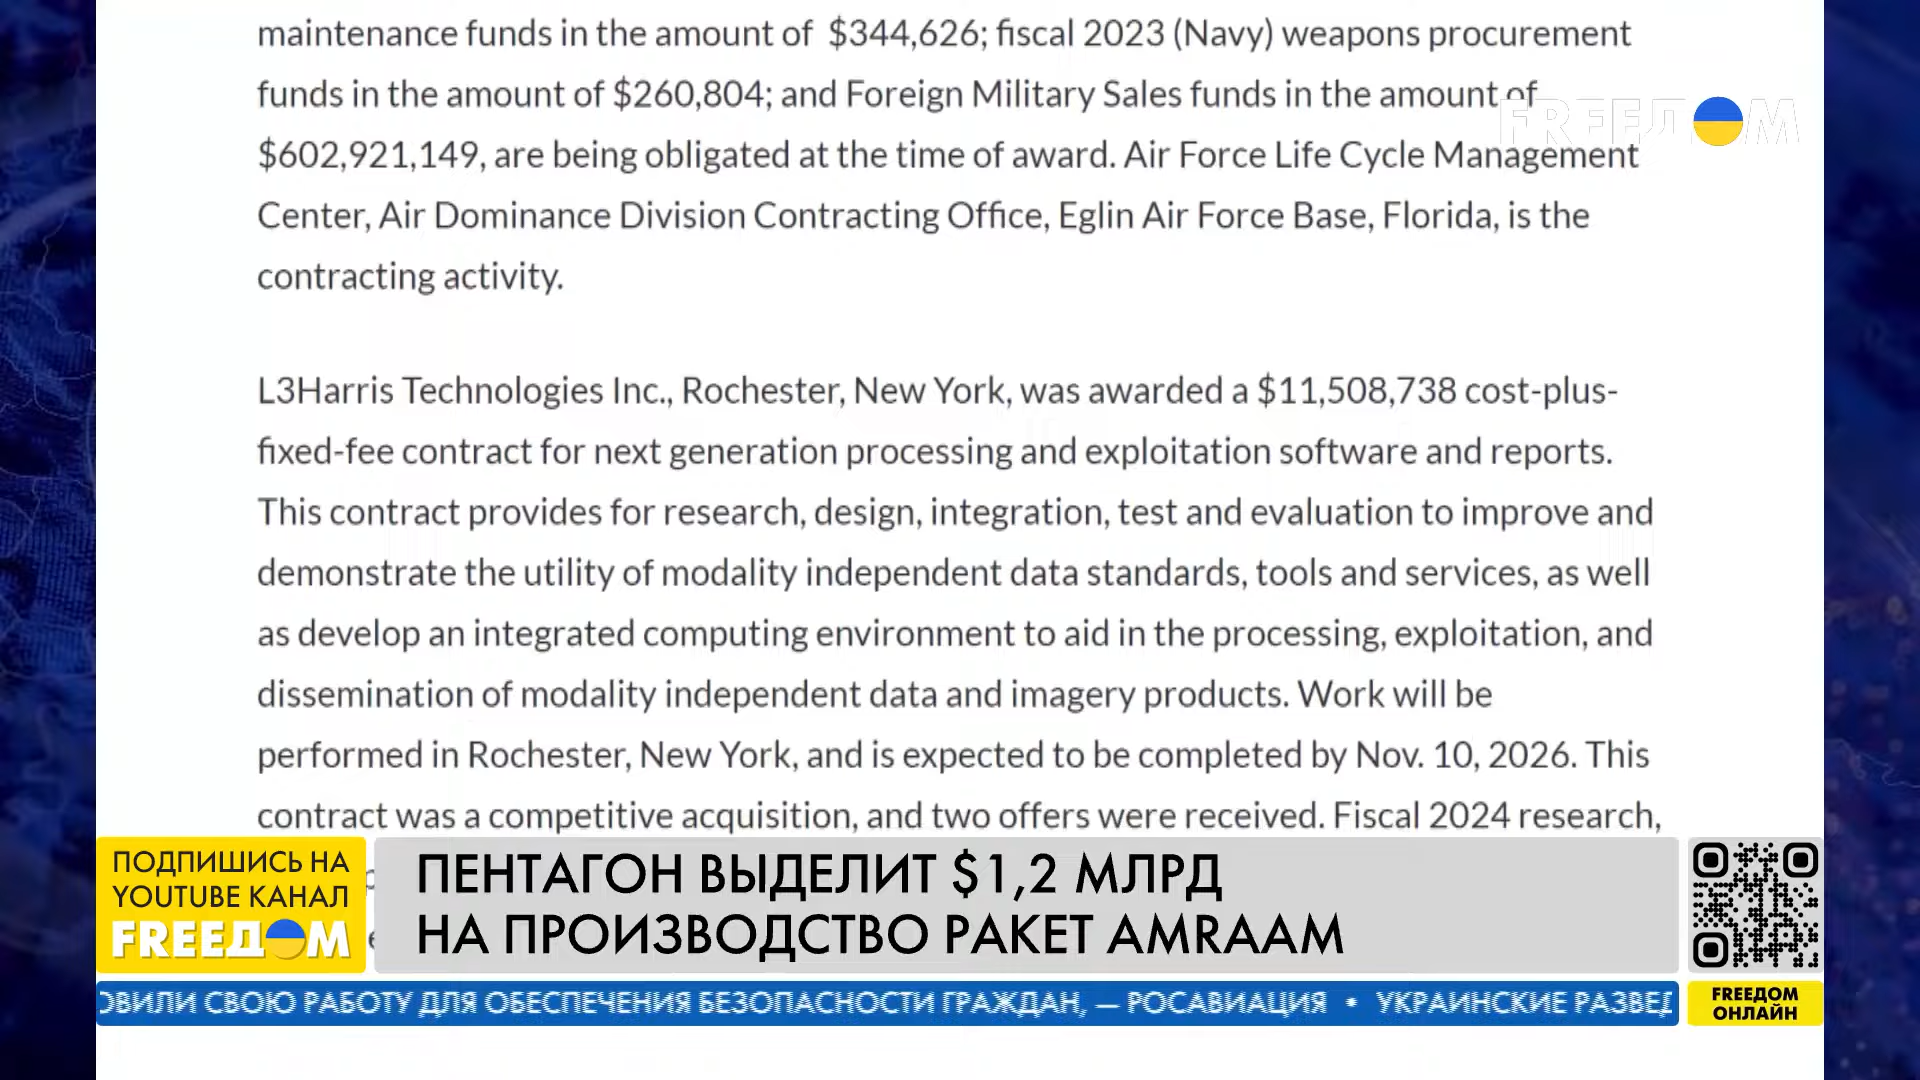 maintenance funds in the amount of $344,626; fiscal 2023 (Navy) weapons procurement
funds in the amount of $260,804; and Foreign Military Sales funds in the amount of
FREEДОМ
$602,921,149, are being obligated at the time of award. Air Force Life Cycle Management
Center, Air Dominance Division Contracting Office, Eglin Air Force Base, Florida, is the
contracting activity.
L3Harris Technologies Inc., Rochester, New York, was awarded a $11,508,738 cost-plus-
fixed-fee contract for next generation processing and exploitation software and reports.
This contract provides for research, design, integration, test and evaluation to improve and
demonstrate the utility of modality independent data standards, tools and services, as well
as develop an integrated computing environment to aid in the processing, exploitation, and
dissemination of modality independent data and imagery products. Work will be
performed in Rochester, New York, and is expected to be completed by Nov. 10, 2026. This
contract was a competitive acquisition, and two offers were received. Fiscal 2024 research,
ПОДПИШИСЬ НА
YOUTUBE КАНАЛ
FREEДОМ
ПЕНТАГОН ВЫДЕЛИТ $1,2 МЛРД
НА ПРОИЗВОДСТВО РАКЕТ AMRAAM
ОВИЛИ СВОЮ РАБОТУ ДЛЯ ОБЕСПЕЧЕНИЯ БЕЗОПАСНОСТИ ГРАЖДАН, — РОСАВИАЦИЯ • УКРАИНСКИЕ РАЗВЕД
FREEДОМ
ОНЛАЙН